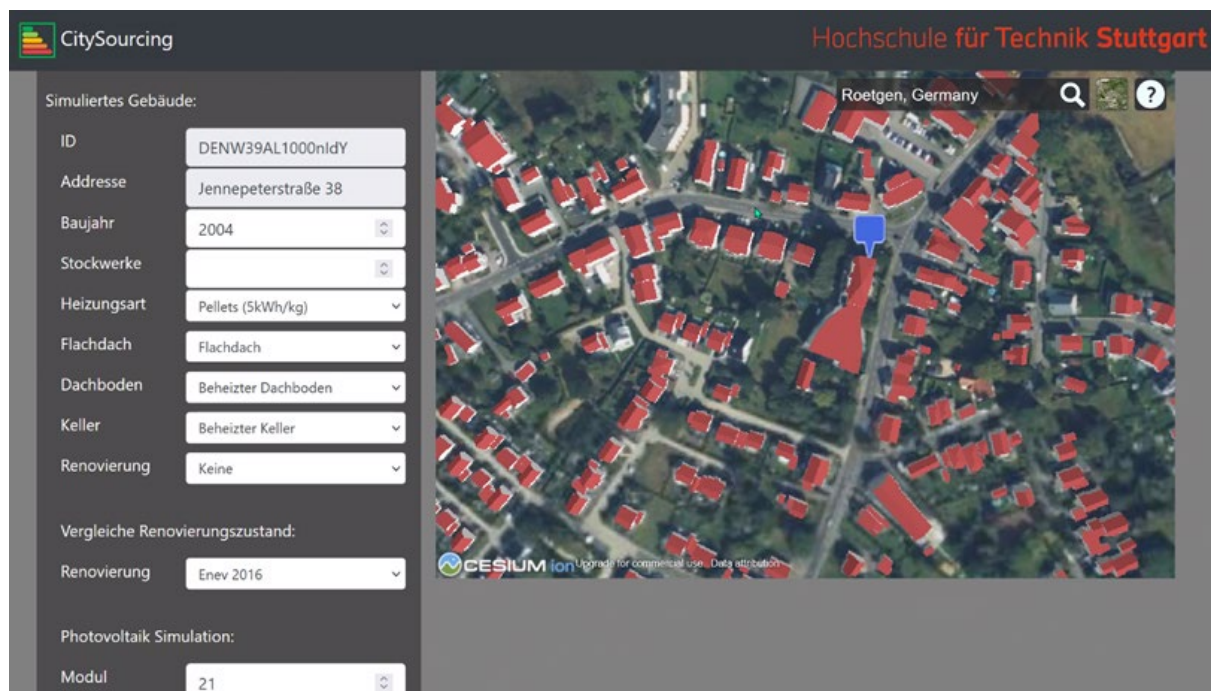 CitySourcing
Hochschule für Technik Stuttgart
Simuliertes Gebäude:
ID DENW39AL1000nIdY
Addresse Jennepeterstraße 38
Baujahr 2004
Stockwerke
Heizungsart Pellets (5kWh/kg)
Flachdach Flachdach
Dachboden Beheizter Dachboden
Keller Beheizter Keller
Renovierung Keine
Vergleiche Renovierungszustand:
Renovierung Enev 2016
Photovoltaik Simulation:
Modul 21
Roetgen, Germany
?
CESIUM ion Upgrade for commercial use. Data attribution